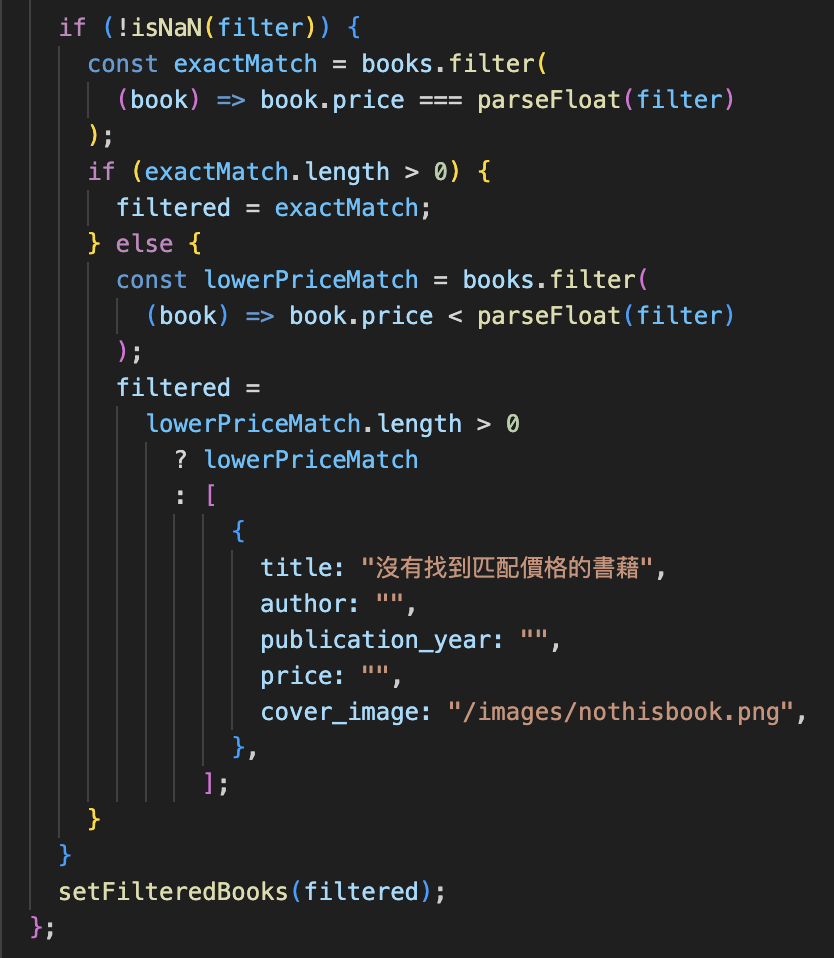 if (!isNaN(filter)) {
const exactMatch = books.filter(
(book) => book.price === parseFloat(filter)
);
if (exactMatch.length > 0) {
filtered = exactMatch;
} else {
const lowerPriceMatch = books.filter(
(book) => book.price < parseFloat(filter)
);
filtered =
lowerPriceMatch.length > 0
? lowerPriceMatch
: [
{
title: "沒有找到匹配價格的書藉",
author: "",
publication_year: "",
price: "",
cover_image: "/images/nothisbook.png",
},
];
}
}
setFilteredBooks(filtered);
};